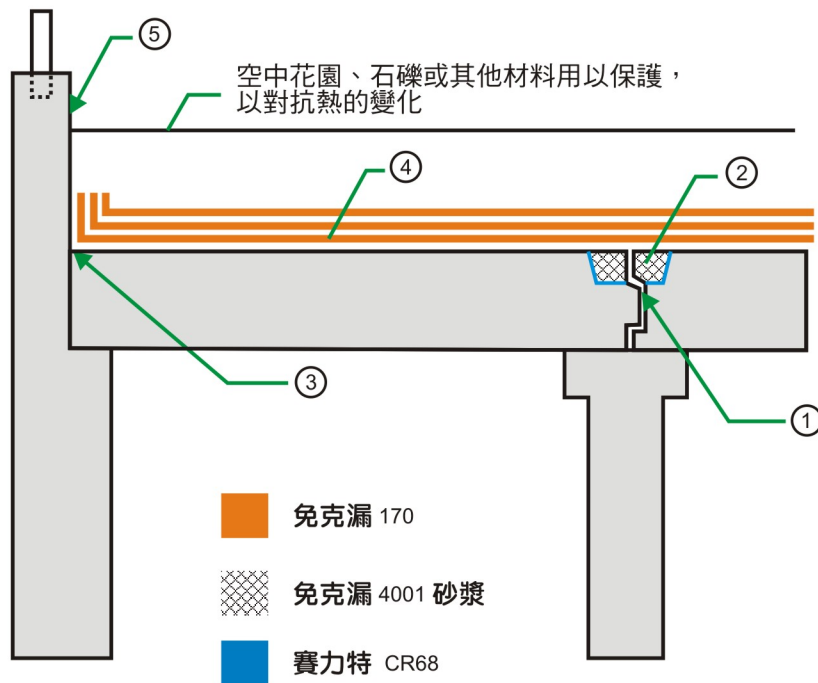 ⑤
空中花園、石礫或其他材料用以保護，
以對抗熱的變化
④
②
③
①
免克漏 170
免克漏 4001 砂漿
賽力特 CR68